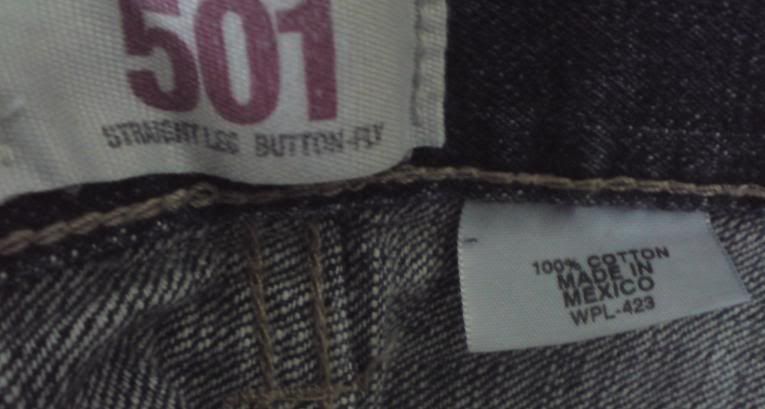 501
STRAIGHT LEG BUTTON-FLY
100% COTTON
MADE IN
MEXICO
WPL-423